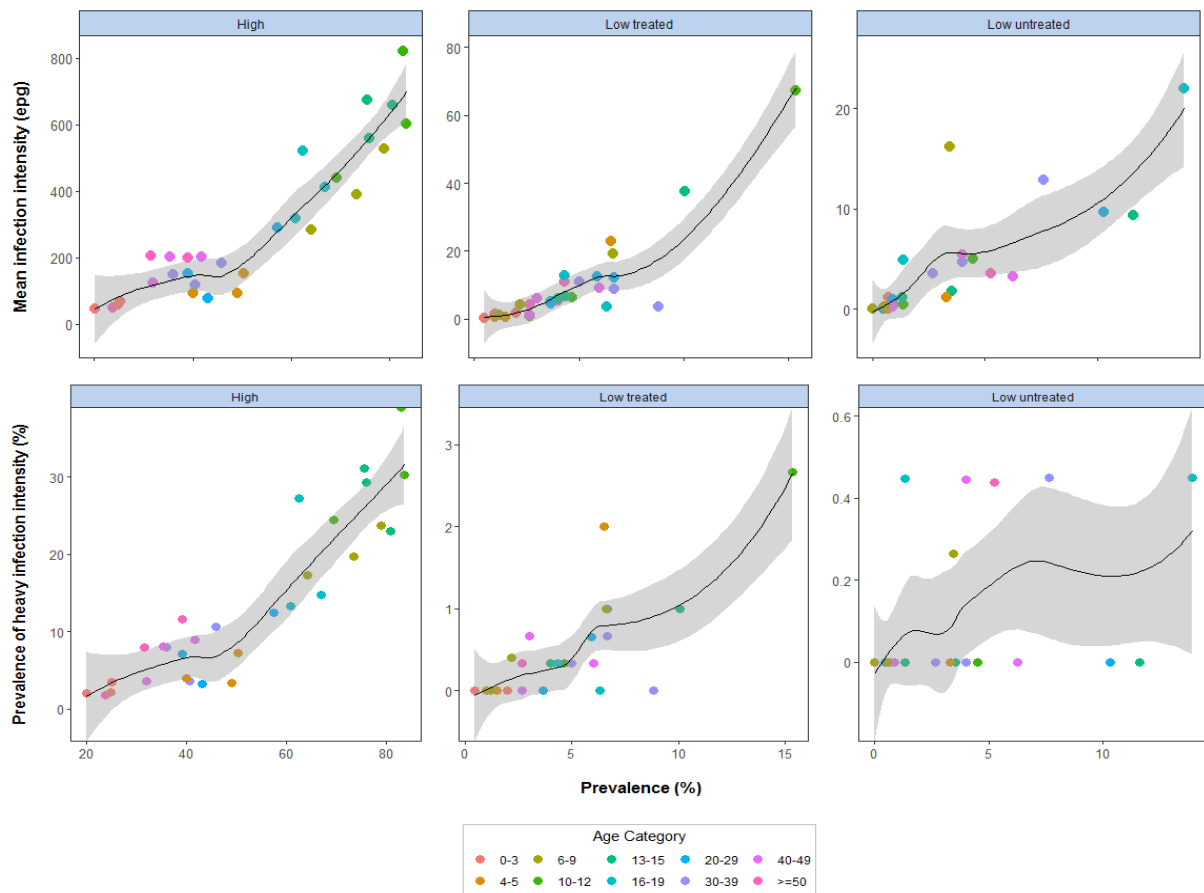 High
Low treated
Low untreated
Mean infection intensity (epg)
800
600
400
200
0
80
60
40
20
0
20
10
0
High
Low treated
Low untreated
Prevalence of heavy infection intensity (%)
30
20
10
0
3
2
1
0
0.6
0.4
0.2
0.0
20 40 60 80
0 5 10 15
0 5 10
Prevalence (%)
Age Category
0-3 6-9 13-15 20-29 40-49
4-5 10-12 16-19 30-39 >=50